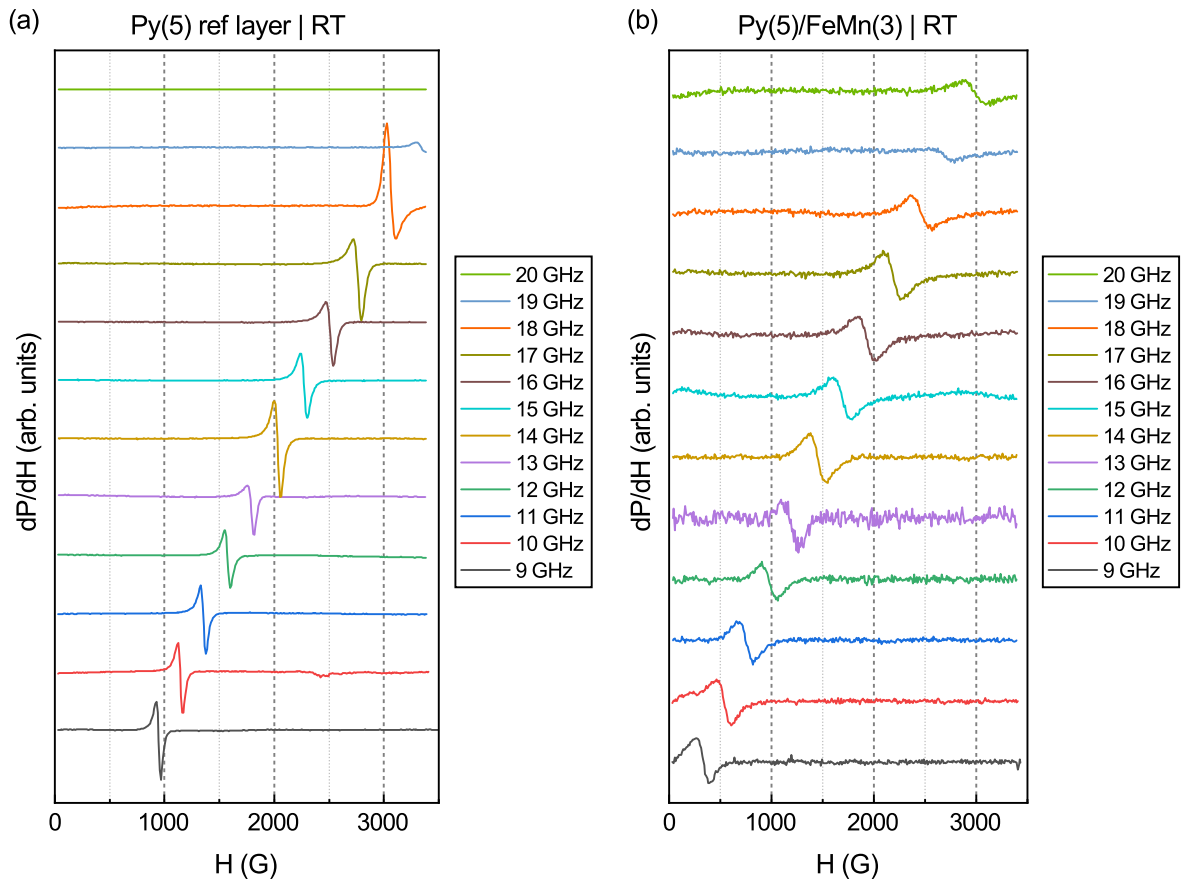 (a)
Py(5) ref layer | RT
dP/dH (arb. units)
0 1000 2000 3000
H (G)
20 GHz
19 GHz
18 GHz
17 GHz
16 GHz
15 GHz
14 GHz
13 GHz
12 GHz
11 GHz
10 GHz
9 GHz
(b)
Py(5)/FeMn(3) | RT
dP/dH (arb. units)
0 1000 2000 3000
H (G)
20 GHz
19 GHz
18 GHz
17 GHz
16 GHz
15 GHz
14 GHz
13 GHz
12 GHz
11 GHz
10 GHz
9 GHz